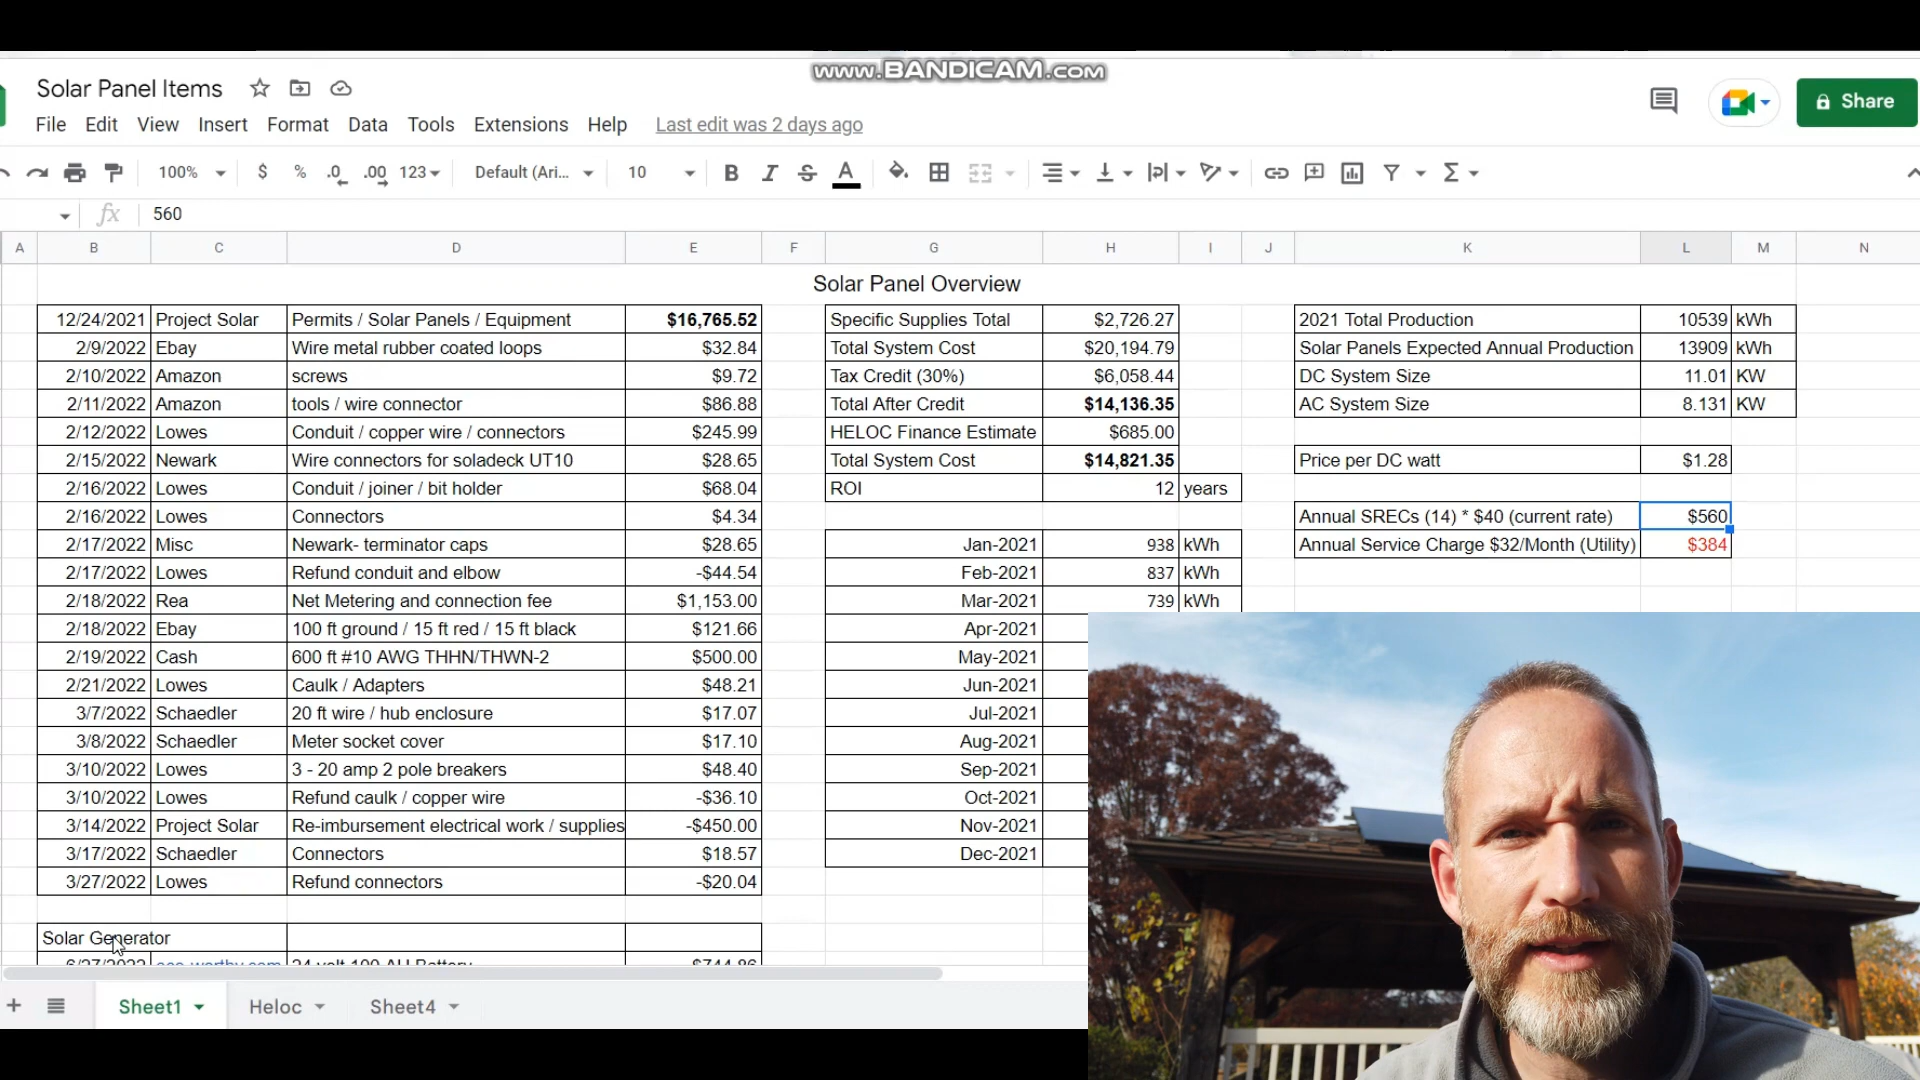 www.BANDICAM.com
Solar Panel Items
Share
File Edit View Insert Format Data Tools Extensions Help Last edit was 2 days ago
100% $ % .0 .00 123 Default (Ari... 10 B I S A
fx 560
A B C D E F G H I J K L M N
Solar Panel Overview
12/24/2021 Project Solar Permits / Solar Panels / Equipment $16,765.52 Specific Supplies Total $2,726.27 2021 Total Production 10539 kWh
2/9/2022 Ebay Wire metal rubber coated loops $32.84 Total System Cost $20,194.79 Solar Panels Expected Annual Production 13909 kWh
2/10/2022 Amazon screws $9.72 Tax Credit (30%) $6,058.44 DC System Size 11.01 KW
2/11/2022 Amazon tools / wire connector $86.88 Total After Credit $14,136.35 AC System Size 8.131 KW
2/12/2022 Lowes Conduit / copper wire / connectors $245.99 HELOC Finance Estimate $685.00
2/15/2022 Newark Wire connectors for soladeck UT10 $28.65 Total System Cost $14,821.35 Price per DC watt $1.28
2/16/2022 Lowes Conduit / joiner / bit holder $68.04 ROI 12 years
2/16/2022 Lowes Connectors $4.34 Annual SRECs (14) * $40 (current rate) $560
2/17/2022 Misc Newark- terminator caps $28.65 Jan-2021 938 kWh Annual Service Charge $32/Month (Utility) $384
2/17/2022 Lowes Refund conduit and elbow -$44.54 Feb-2021 837 kWh
2/18/2022 Rea Net Metering and connection fee $1,153.00 Mar-2021 739 kWh
2/18/2022 Ebay 100 ft ground / 15 ft red / 15 ft black $121.66 Apr-2021
2/19/2022 Cash 600 ft #10 AWG THHN/THWN-2 $500.00 May-2021
2/21/2022 Lowes Caulk / Adapters $48.21 Jun-2021
3/7/2022 Schaedler 20 ft wire / hub enclosure $17.07 Jul-2021
3/8/2022 Schaedler Meter socket cover $17.10 Aug-2021
3/10/2022 Lowes 3 - 20 amp 2 pole breakers $48.40 Sep-2021
3/10/2022 Lowes Refund caulk / copper wire -$36.10 Oct-2021
3/14/2022 Project Solar Re-imbursement electrical work / supplies -$450.00 Nov-2021
3/17/2022 Schaedler Connectors $18.57 Dec-2021
3/27/2022 Lowes Refund connectors -$20.04
Solar Generator
6/27/2022 eco-worthy.com 24 volt 100 AH Battery $744.86
Sheet1 Heloc Sheet4